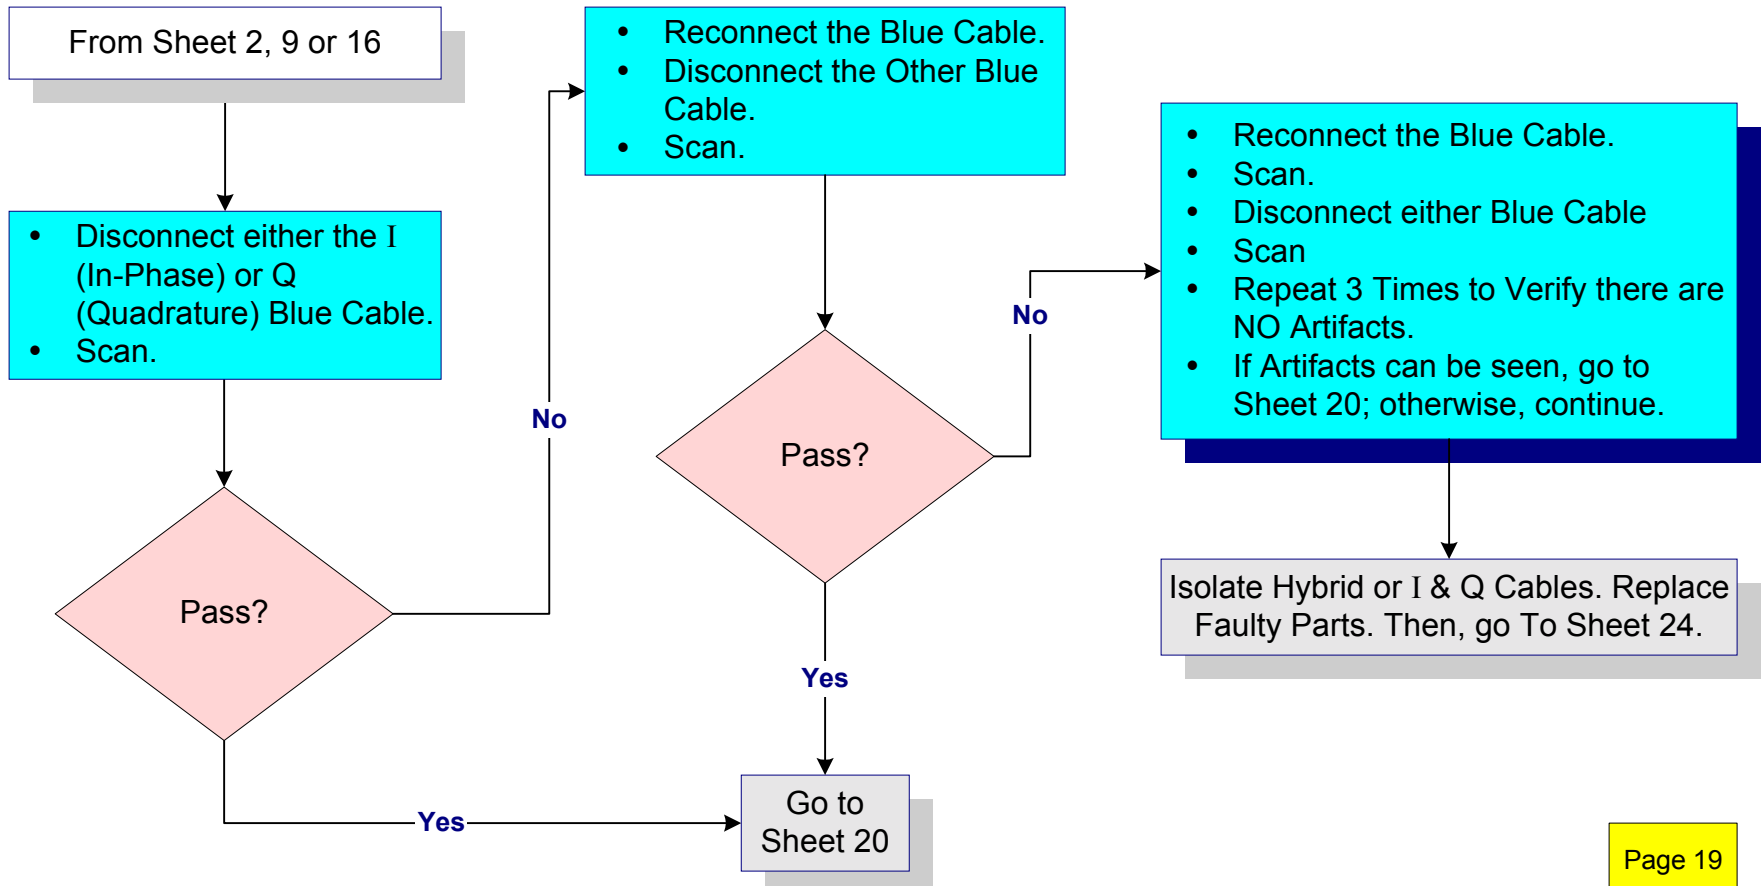 From Sheet 2, 9 or 16
• Disconnect either the I
(In-Phase) or Q
(Quadrature) Blue Cable.
• Scan.
Pass?
No
Yes
• Reconnect the Blue Cable.
• Disconnect the Other Blue
Cable.
• Scan.
Pass?
No
Yes
Go to
Sheet 20
• Reconnect the Blue Cable.
• Scan.
• Disconnect either Blue Cable
• Scan
• Repeat 3 Times to Verify there are
NO Artifacts.
• If Artifacts can be seen, go to
Sheet 20; otherwise, continue.
Isolate Hybrid or I & Q Cables. Replace
Faulty Parts. Then, go To Sheet 24.
Page 19